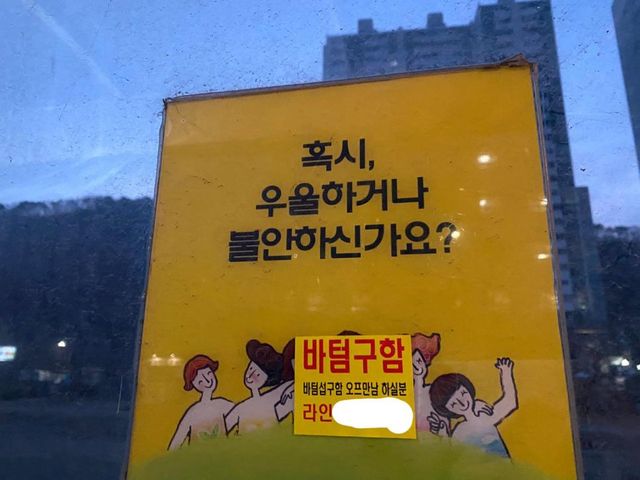 혹시,
우울하거나
불안하신가요?
바텀구함
바텀섭구함 오프만남 하실분
라인